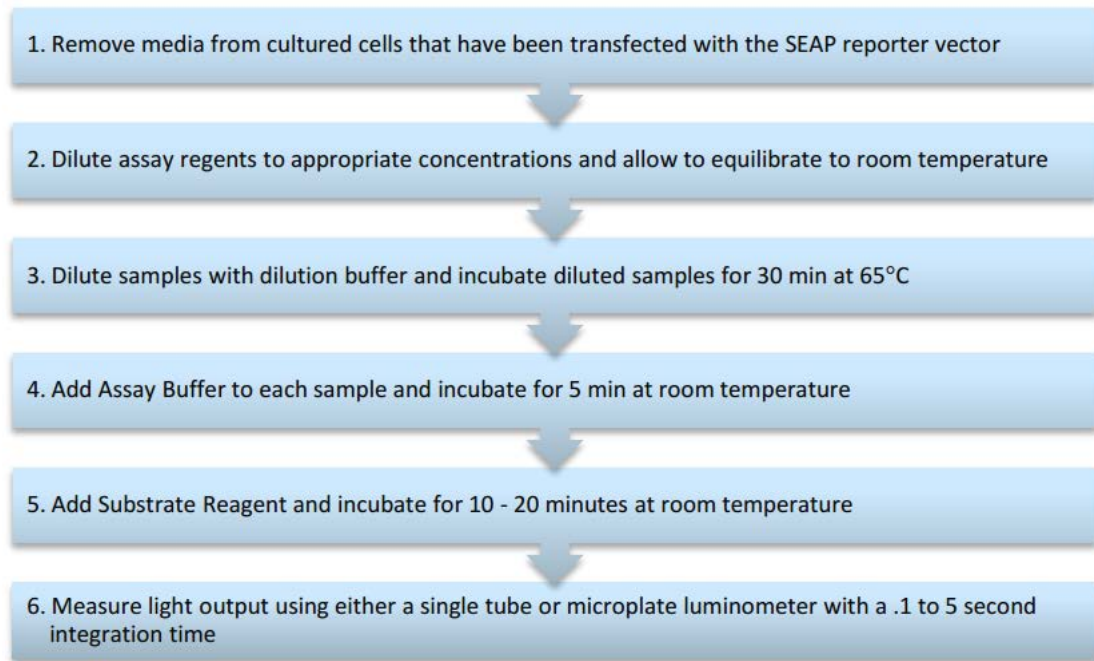 1. Remove media from cultured cells that have been transfected with the SEAP reporter vector
2. Dilute assay regents to appropriate concentrations and allow to equilibrate to room temperature
3. Dilute samples with dilution buffer and incubate diluted samples for 30 min at 65°C
4. Add Assay Buffer to each sample and incubate for 5 min at room temperature
5. Add Substrate Reagent and incubate for 10 - 20 minutes at room temperature
6. Measure light output using either a single tube or microplate luminometer with a .1 to 5 second
integration time